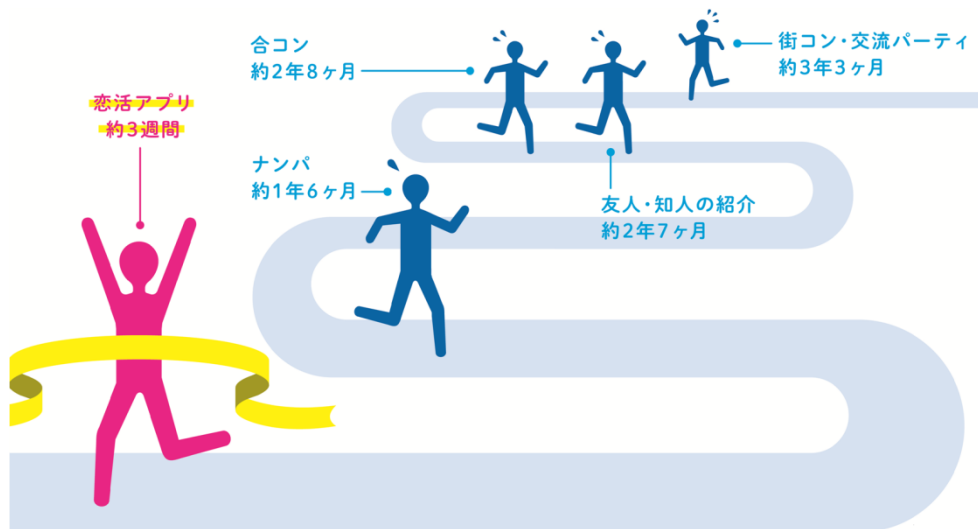 合コン
約2年8ヶ月
街コン・交流パーティ
約3年3ヶ月
恋活アプリ
約3週間
ナンパ
約1年6ヶ月
友人・知人の紹介
約2年7ヶ月